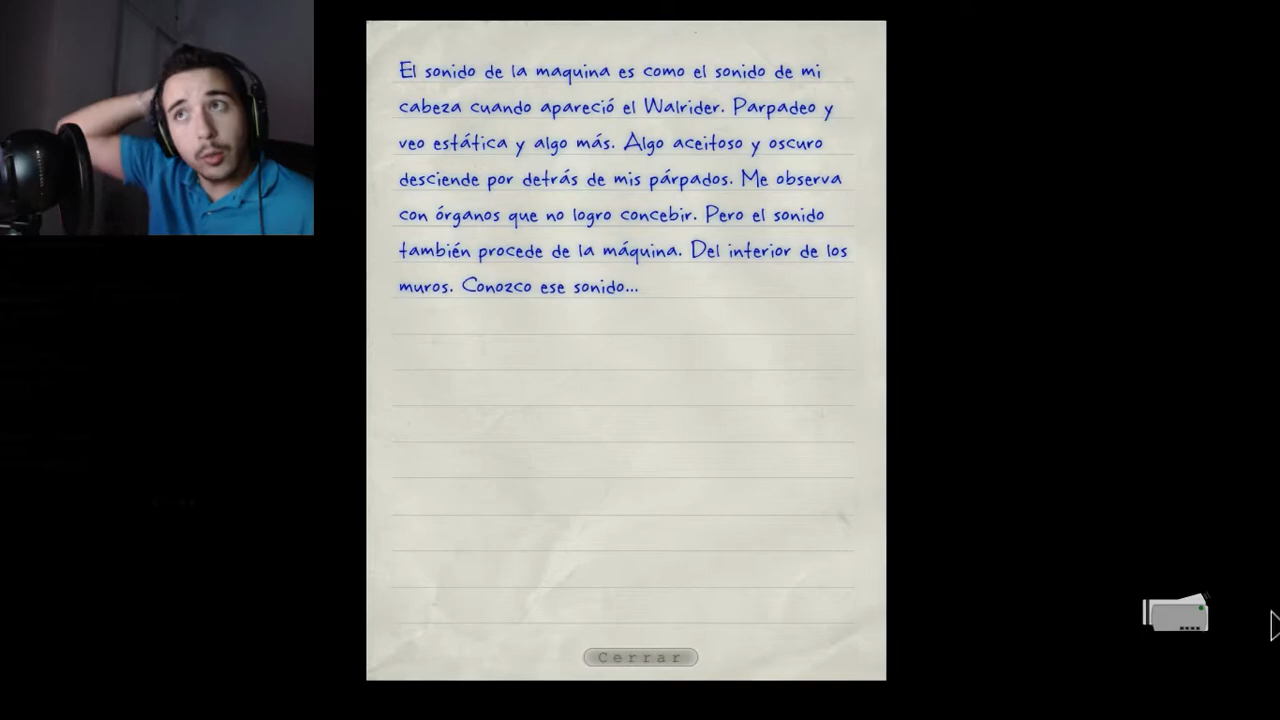 El sonido de la maquina es como el sonido de mi
cabeza cuando apareció el Walrider. Parpadeo y
veo estática y algo más. Algo aceitoso y oscuro
desciende por detrás de mis párpados. Me observa
con órganos que no logro concebir. Pero el sonido
también procede de la máquina. Del interior de los
muros. Conozco ese sonido...
Cerrar